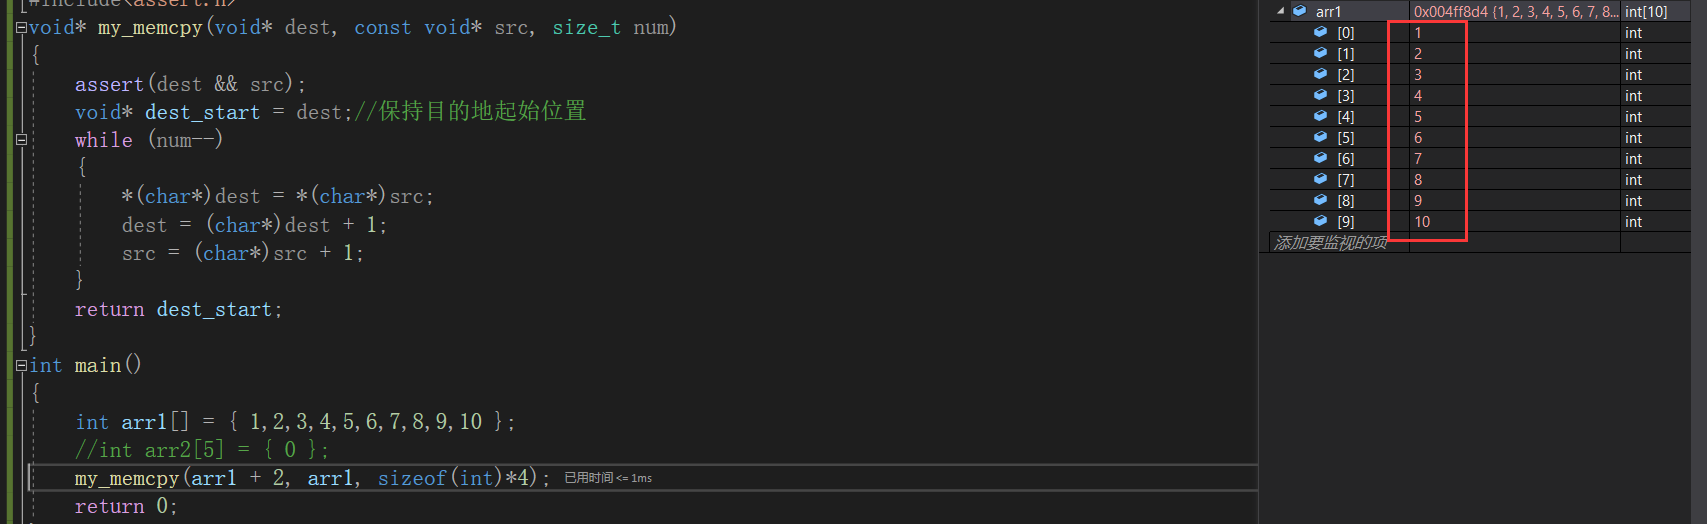 #include<assert.h>
void* my_memcpy(void* dest, const void* src, size_t num)
{
assert(dest && src);
void* dest_start = dest;//保持目的地起始位置
while (num--)
{
*(char*)dest = *(char*)src;
dest = (char*)dest + 1;
src = (char*)src + 1;
}
return dest_start;
}
int main()
{
int arr1[] = { 1,2,3,4,5,6,7,8,9,10 };
//int arr2[5] = { 0 };
my_memcpy(arr1 + 2, arr1, sizeof(int)*4); 已用时间 <= 1ms
return 0;
arr1 0x004ff8d4 {1, 2, 3, 4, 5, 6, 7, 8... int[10]
[0] 1 int
[1] 2 int
[2] 3 int
[3] 4 int
[4] 5 int
[5] 6 int
[6] 7 int
[7] 8 int
[8] 9 int
[9] 10 int
添加要监视的项